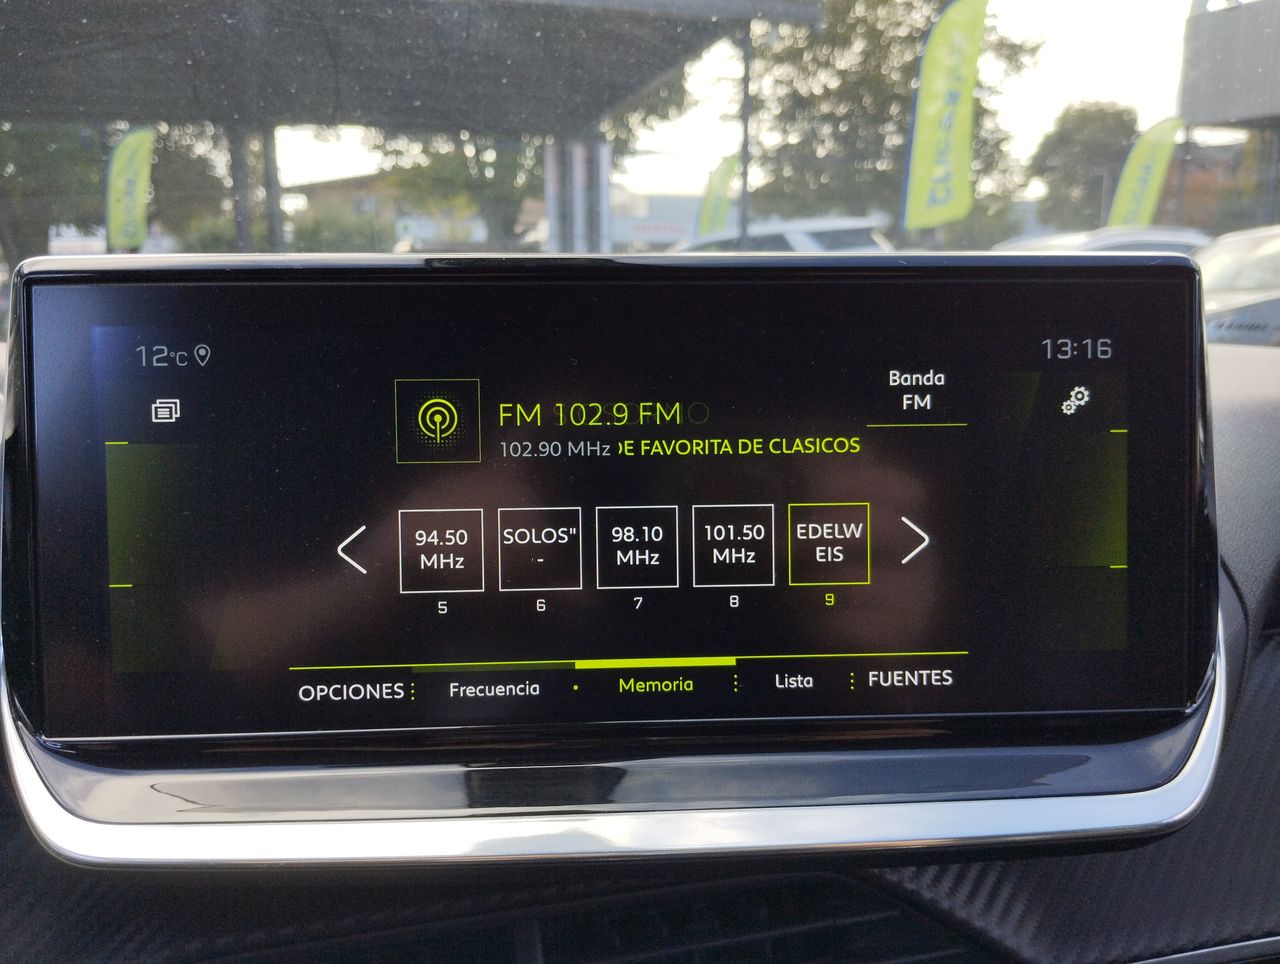 12°C
13:16
Banda
FM
FM 102.9 FM
102.90 MHz
DE FAVORITA DE CLASICOS
94.50
MHz
5
SOLOS"
-
6
98.10
MHz
7
101.50
MHz
8
EDELW
EIS
9
OPCIONES
Frecuencia
Memoria
Lista
FUENTES